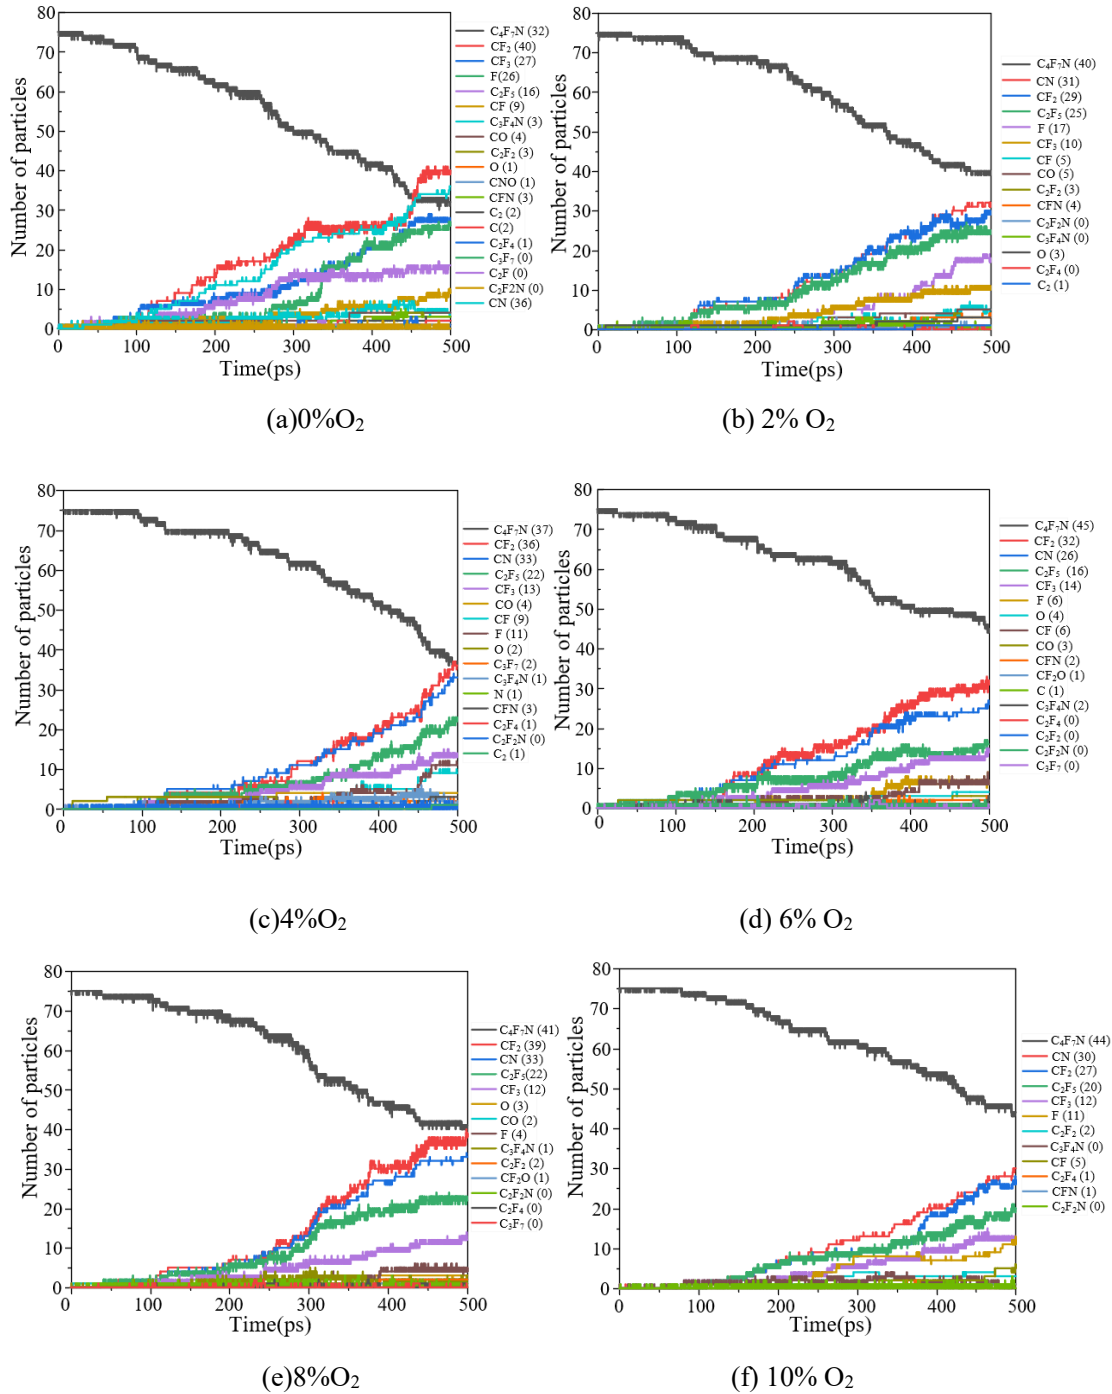 Number of particles
80
70
60
50
40
30
20
10
0
0 100 200 300 400 500
Time(ps)
C₄F₇N (32)
CF₂ (40)
CF₃ (27)
F(26)
C₂F₅ (16)
CF (9)
C₃F₄N (3)
CO (4)
C₂F₂ (3)
O (1)
CNO (1)
CFN (3)
C₂ (2)
C(2)
C₂F₄ (1)
C₃F₇ (0)
C₂F (0)
C₂F2N (0)
CN (36)
(a)0%O₂
Number of particles
80
70
60
50
40
30
20
10
0
0 100 200 300 400 500
Time(ps)
C₄F₇N (40)
CN (31)
CF₂ (29)
C₂F₅ (25)
F (17)
CF₃ (10)
CF (5)
CO (5)
C₂F₂ (3)
CFN (4)
C₂F₂N (0)
C₃F₄N (0)
O (3)
C₂F₄ (0)
C₂ (1)
(b) 2% O₂
Number of particles
80
70
60
50
40
30
20
10
0
0 100 200 300 400 500
Time(ps)
C₄F₇N (37)
CF₂ (36)
CN (33)
C₂F₅ (22)
CF₃ (13)
CO (4)
CF (9)
F (11)
O (2)
C₃F₇ (2)
C₃F₄N (1)
N (1)
CFN (3)
C₂F₄ (1)
C₂F₂N (0)
C₂ (1)
(c)4%O₂
Number of particles
80
70
60
50
40
30
20
10
0
0 100 200 300 400 500
Time(ps)
C₄F₇N (45)
CF₂ (32)
CN (26)
C₂F₅ (16)
CF₃ (14)
F (6)
O (4)
CF (6)
CO (3)
CFN (2)
CF₂O (1)
C (1)
C₃F₄N (2)
C₂F₄ (0)
C₂F₂ (0)
C₂F₂N (0)
C₃F₇ (0)
(d) 6% O₂
Number of particles
80
70
60
50
40
30
20
10
0
0 100 200 300 400 500
Time(ps)
C₄F₇N (41)
CF₂ (39)
CN (33)
C₂F₅(22)
CF₃ (12)
O (3)
CO (2)
F (4)
C₃F₄N (1)
C₂F₂ (2)
CF₂O (1)
C₂F₂N (0)
C₂F₄ (0)
C₃F₇ (0)
(e)8%O₂
Number of particles
80
70
60
50
40
30
20
10
0
0 100 200 300 400 500
Time(ps)
C₄F₇N (44)
CN (30)
CF₂ (27)
C₂F₅ (20)
CF₃ (12)
F (11)
C₂F₂ (2)
C₃F₄N (0)
CF (5)
C₂F₄ (1)
CFN (1)
C₂F₂N (0)
(f) 10% O₂